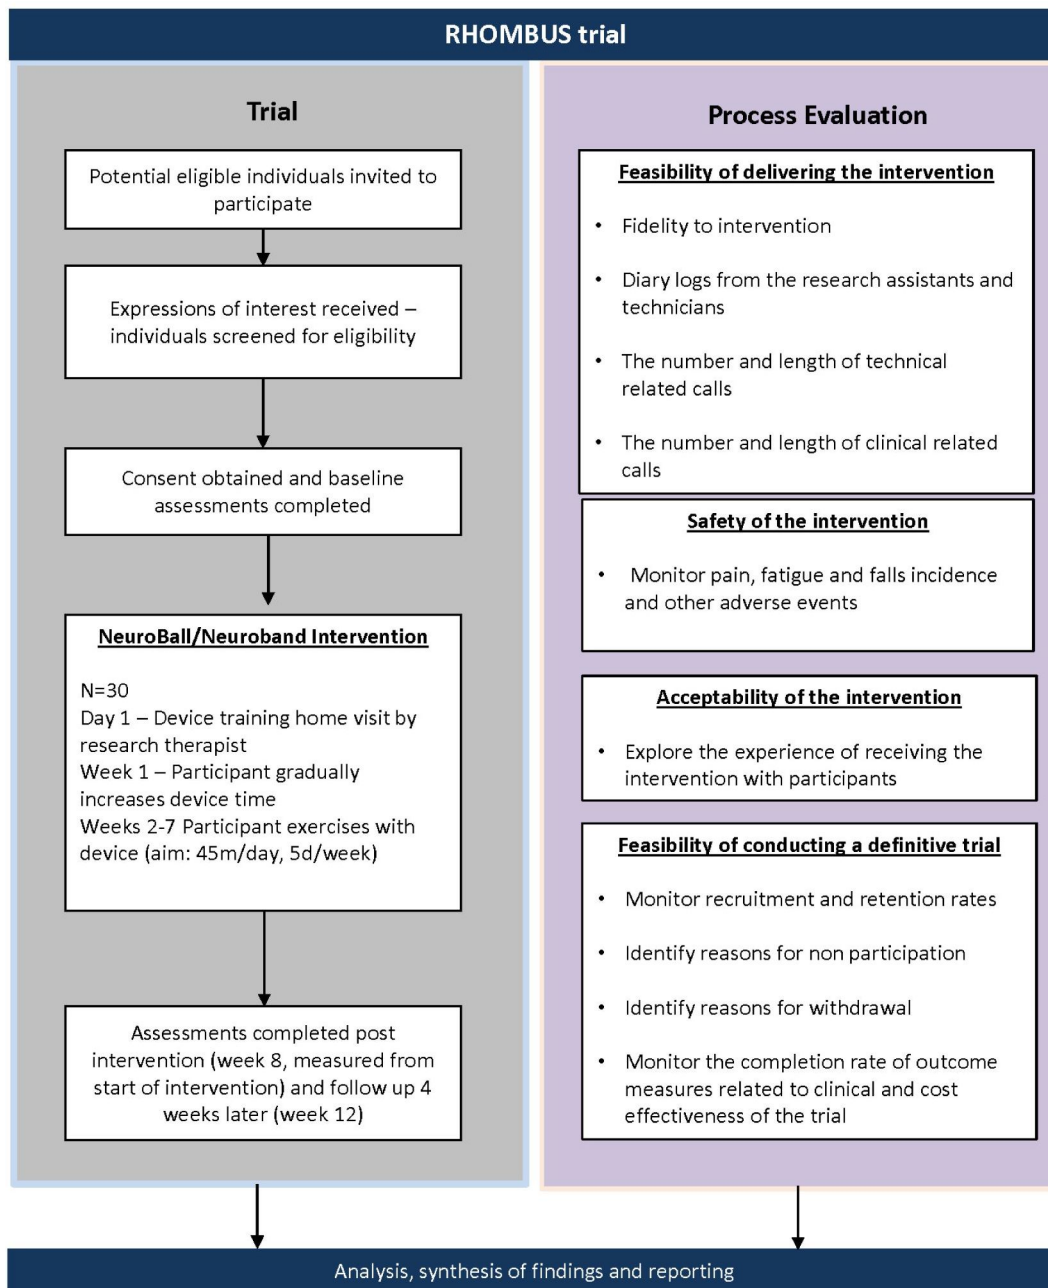 RHOMBUS trial
Trial
Potential eligible individuals invited to
participate
Expressions of interest received –
individuals screened for eligibility
Consent obtained and baseline
assessments completed
NeuroBall/Neuroband Intervention
N=30
Day 1 – Device training home visit by
research therapist
Week 1 – Participant gradually
increases device time
Weeks 2-7 Participant exercises with
device (aim: 45m/day, 5d/week)
Assessments completed post
intervention (week 8, measured from
start of intervention) and follow up 4
weeks later (week 12)
Process Evaluation
Feasibility of delivering the intervention
• Fidelity to intervention
• Diary logs from the research assistants and
technicians
• The number and length of technical
related calls
• The number and length of clinical related
calls
Safety of the intervention
• Monitor pain, fatigue and falls incidence
and other adverse events
Acceptability of the intervention
• Explore the experience of receiving the
intervention with participants
Feasibility of conducting a definitive trial
• Monitor recruitment and retention rates
• Identify reasons for non participation
• Identify reasons for withdrawal
• Monitor the completion rate of outcome
measures related to clinical and cost
effectiveness of the trial
Analysis, synthesis of findings and reporting